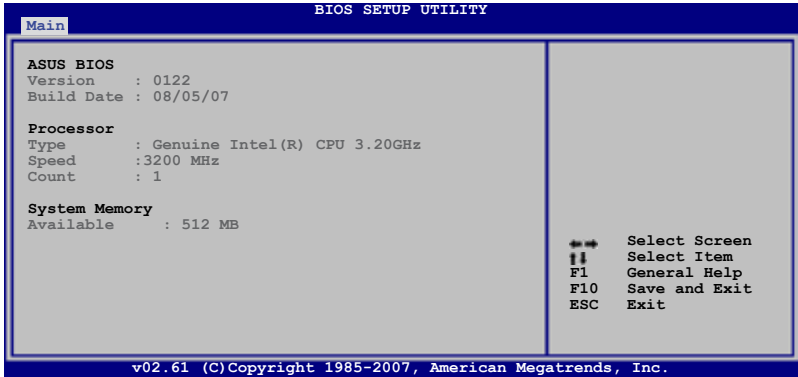 BIOS SETUP UTILITY
Main
ASUS BIOS
Version : 0122
Build Date : 08/05/07
Processor
Type : Genuine Intel(R) CPU 3.20GHz
Speed :3200 MHz
Count : 1
System Memory
Available : 512 MB
←→ Select Screen
↑↓ Select Item
F1 General Help
F10 Save and Exit
ESC Exit
v02.61 (C)Copyright 1985-2007, American Megatrends, Inc.